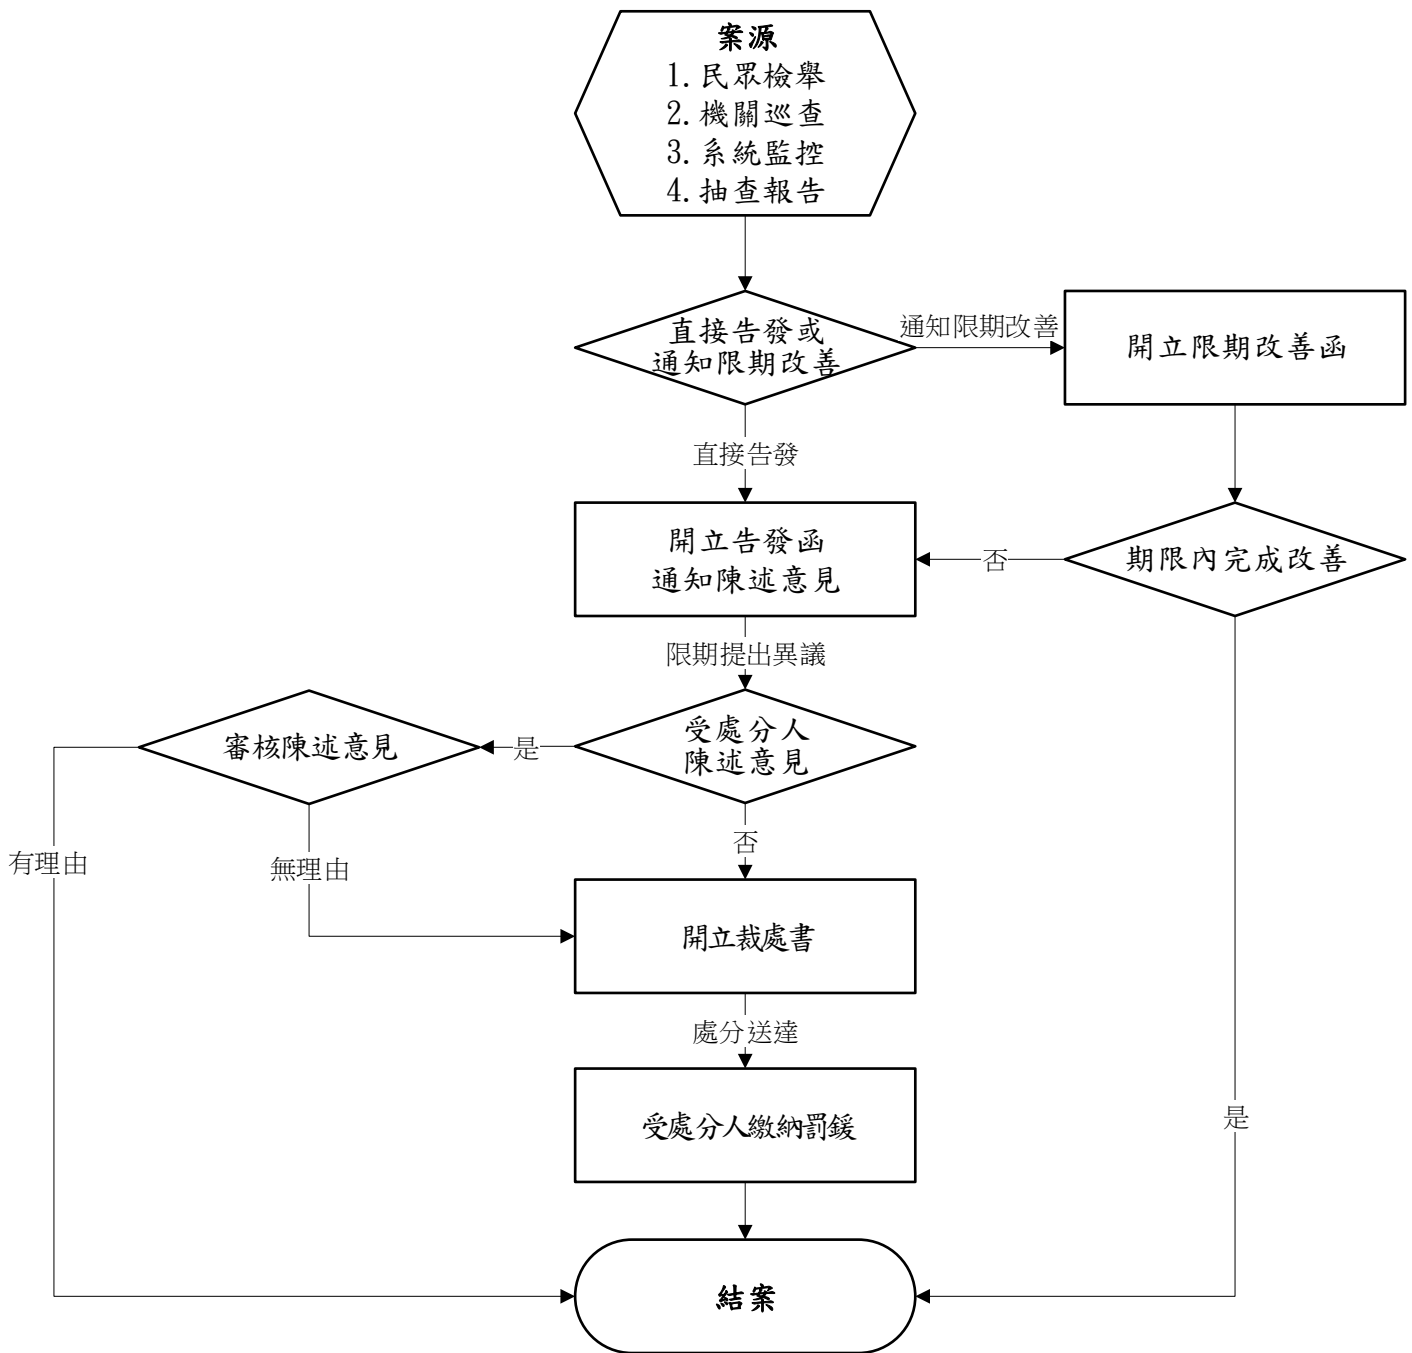 案源
1.民眾檢舉
2.機關巡查
3.系統監控
4.抽查報告
直接告發或
通知限期改善
通知限期改善
開立限期改善函
直接告發
開立告發函
通知陳述意見
否
期限內完成改善
限期提出異議
審核陳述意見
是
受處分人
陳述意見
否
有理由
無理由
開立裁處書
處分送達
受處分人繳納罰鍰
是
結案